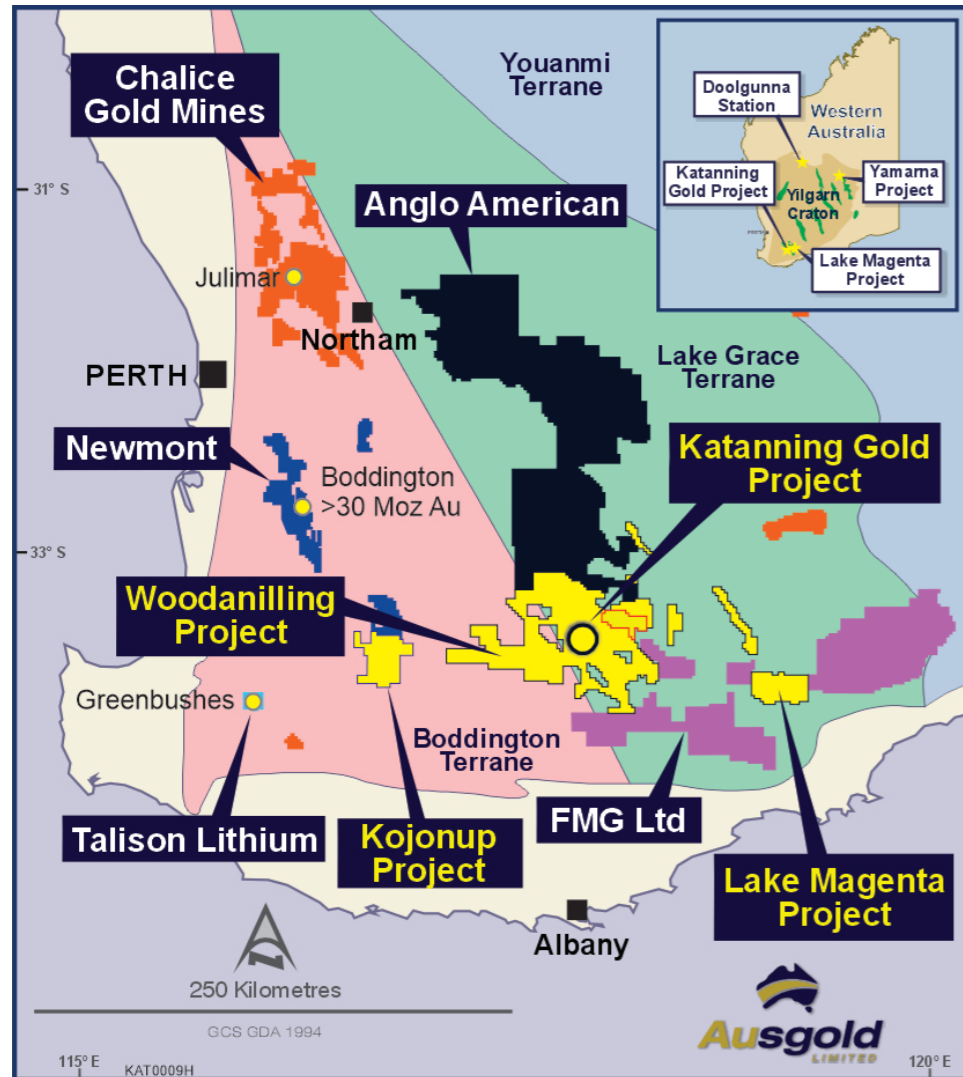 Chalice
Gold Mines
Youanmi
Terrane
Doolgunna
Station
Western
Australia
Katanning
Gold Project
Yamarna
Project
Yilgarn
Craton
Lake Magenta
Project
31° S
Anglo American
Julimar
Northam
PERTH
Lake Grace
Terrane
Newmont
Boddington
>30 Moz Au
Katanning Gold
Project
33° S
Woodanilling
Project
Greenbushes
Boddington
Terrane
Talison Lithium
Kojonup
Project
FMG Ltd
Lake Magenta
Project
Albany
N
250 Kilometres
GCS GDA 1994
Ausgold
LIMITED
115° E
KAT0009H
120° E